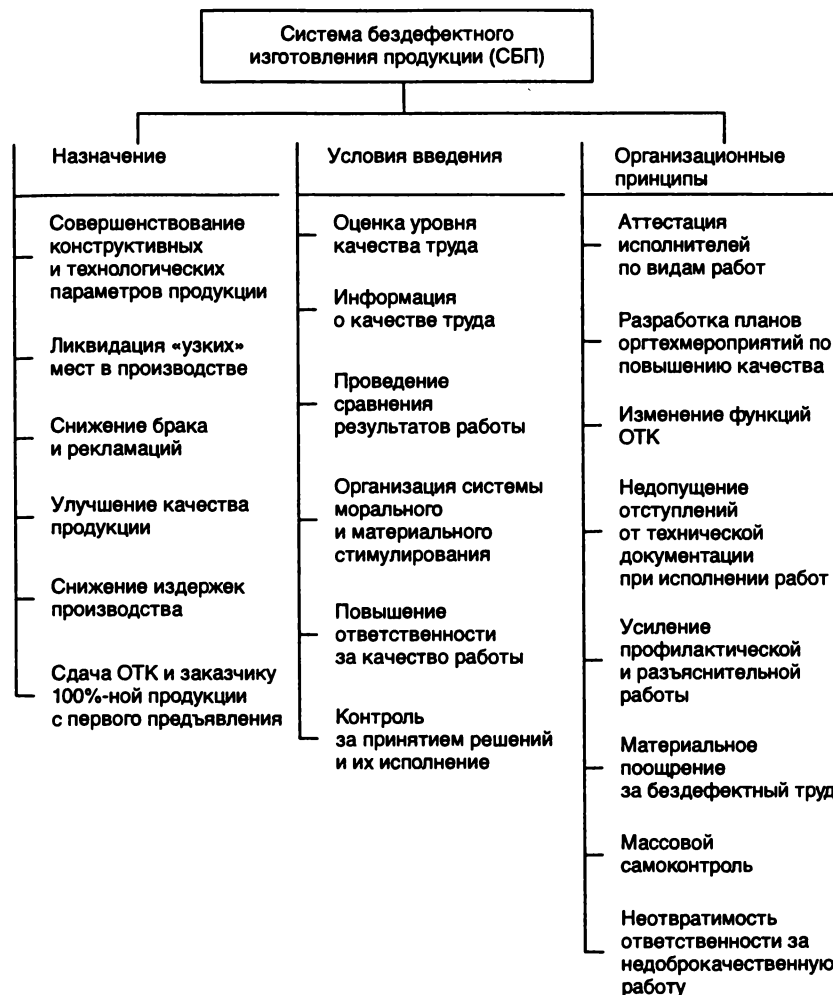 Система бездефектного
изготовления продукции (СБП)
Назначение
Совершенствование
конструктивных
и технологических
параметров продукции
Ликвидация «узких»
мест в производстве
Снижение брака
и рекламаций
Улучшение качества
продукции
Снижение издержек
производства
Сдача ОТК и заказчику
100%-ной продукции
с первого предъявления
Условия введения
Оценка уровня
качества труда
Информация
о качестве труда
Проведение
сравнения
результатов работы
Организация системы
морального
и материального
стимулирования
Повышение
ответственности
за качество работы
Контроль
за принятием решений
и их исполнение
Организационные
принципы
Аттестация
исполнителей
по видам работ
Разработка планов
оргтехмероприятий по
повышению качества
Изменение функций
ОТК
Недопущение
отступлений
от технической
документации
при исполнении работ
Усиление
профилактической
и разъяснительной
работы
Материальное
поощрение
за бездефектный труд
Массовой
самоконтроль
Неотвратимость
ответственности за
недоброкачественную
работу